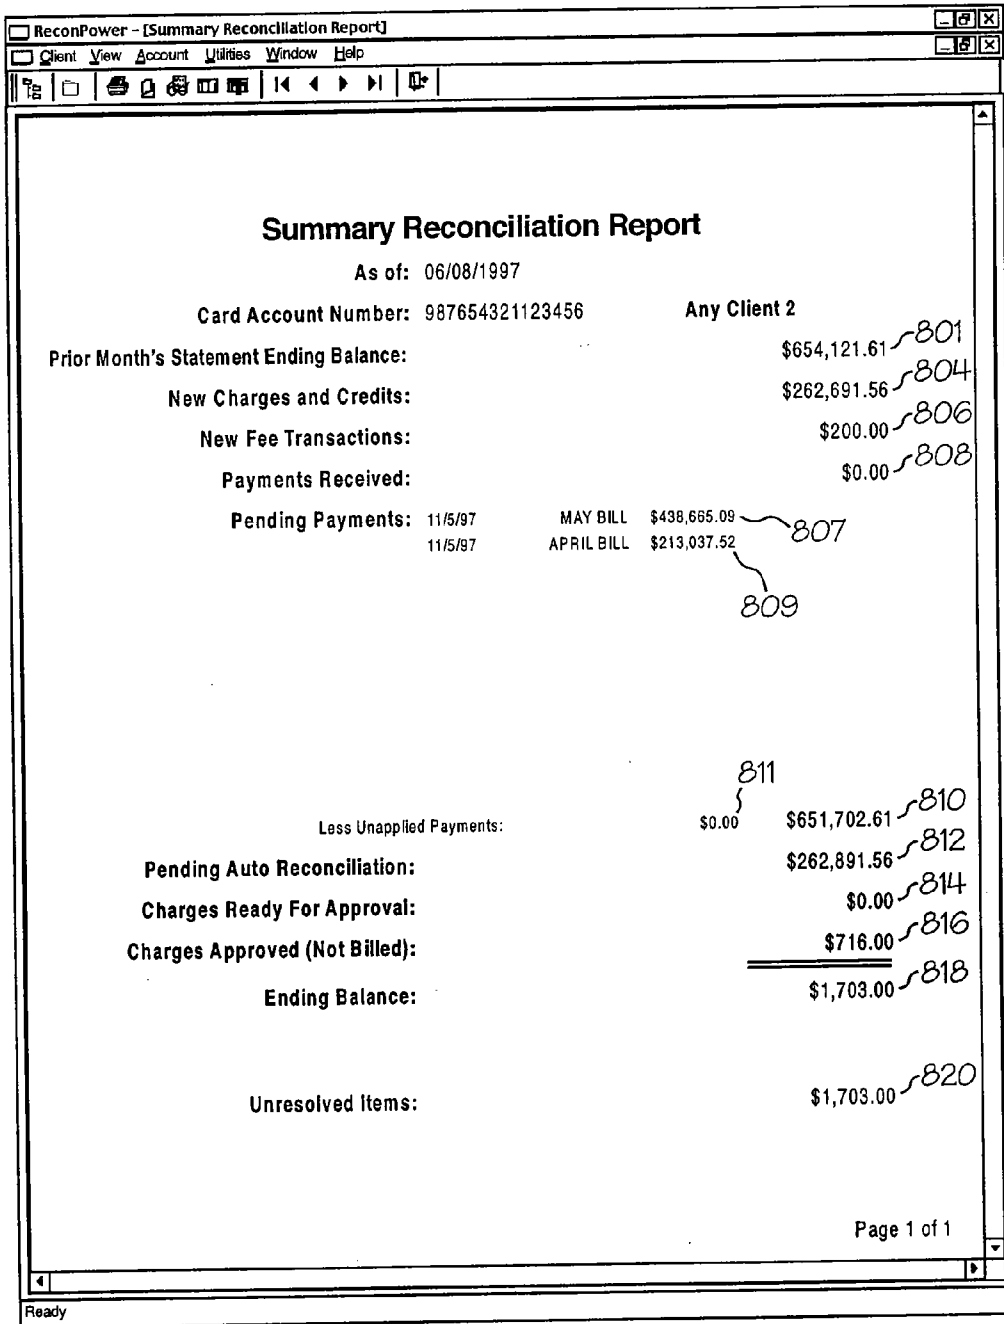 ReconPower – [Summary Reconciliation Report]
Client View Account Utilities Window Help
Summary Reconciliation Report
As of: 06/08/1997
Card Account Number: 987654321123456 Any Client 2
Prior Month's Statement Ending Balance: $654,121.61 801
New Charges and Credits: $262,691.56 804
New Fee Transactions: $200.00 806
Payments Received: $0.00 808
Pending Payments: 11/5/97 MAY BILL $438,665.09 807
11/5/97 APRIL BILL $213,037.52
809
811
Less Unapplied Payments: $0.00 $651,702.61 810
Pending Auto Reconciliation: $262,891.56 812
Charges Ready For Approval: $0.00 814
Charges Approved (Not Billed): $716.00 816
Ending Balance: $1,703.00 818
Unresolved Items: $1,703.00 820
Page 1 of 1
Ready